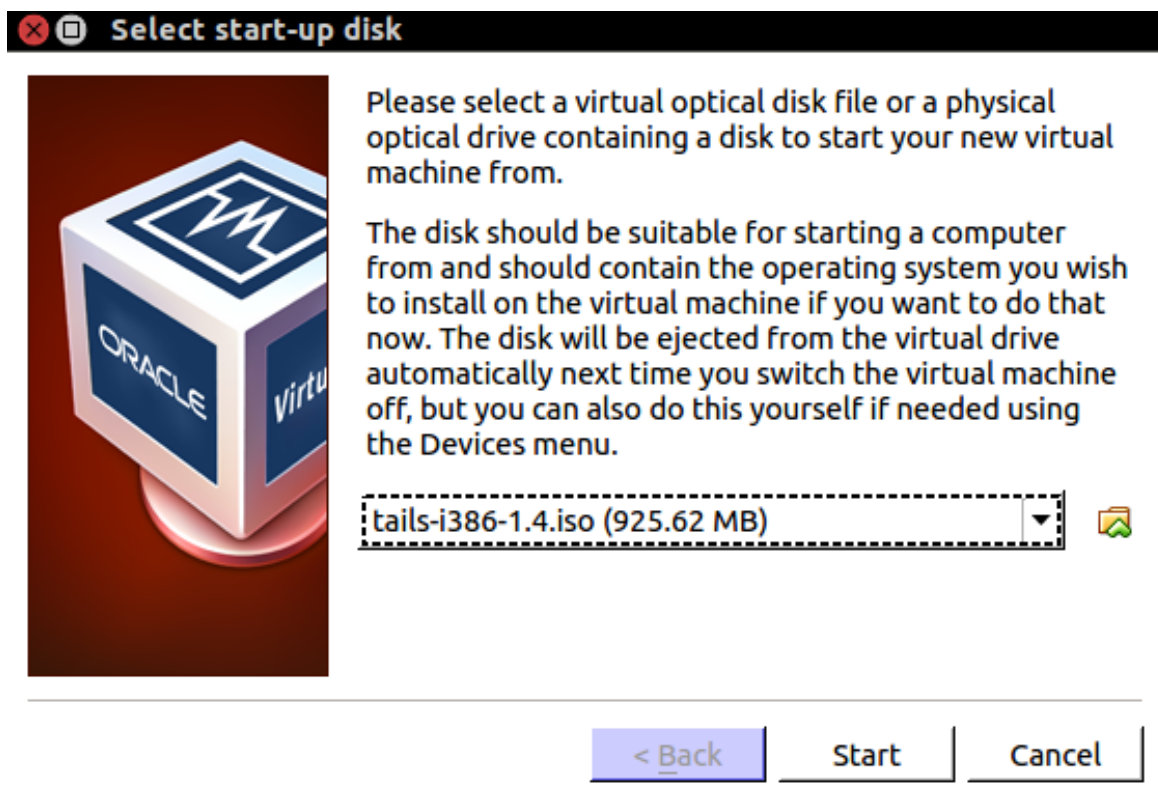 Select start-up disk
Please select a virtual optical disk file or a physical
optical drive containing a disk to start your new virtual
machine from.
The disk should be suitable for starting a computer
from and should contain the operating system you wish
to install on the virtual machine if you want to do that
now. The disk will be ejected from the virtual drive
automatically next time you switch the virtual machine
off, but you can also do this yourself if needed using
the Devices menu.
ORACLE
Virtu
tails-i386-1.4.iso (925.62 MB)
< Back
Start
Cancel